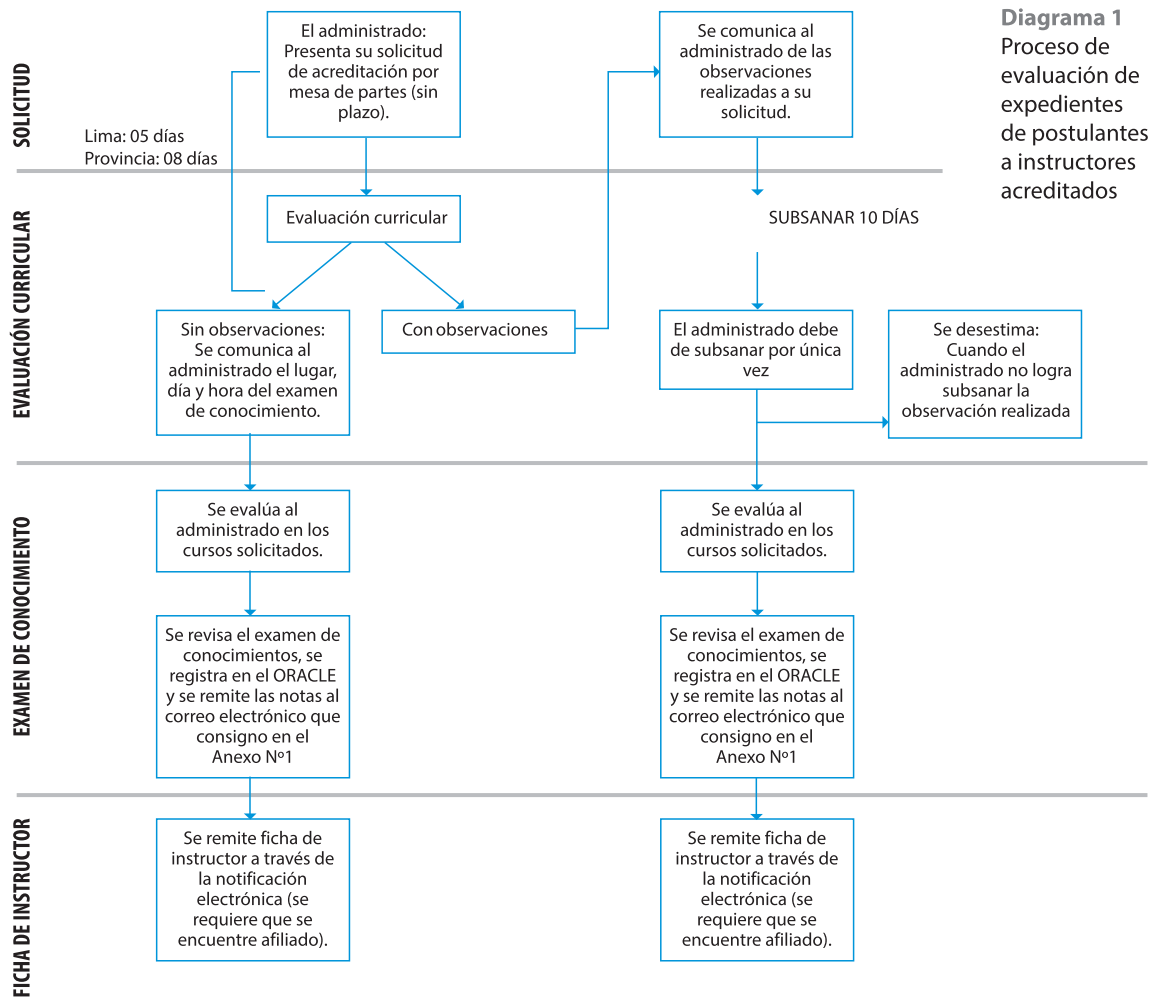 Diagrama 1
Proceso de
evaluación de
expedientes
de postulantes
a instructores
acreditados
SOLICITUD
El administrado:
Presenta su solicitud
de acreditación por
mesa de partes (sin
plazo).
Se comunica al
administrado de las
observaciones
realizadas a su
solicitud.
Lima: 05 días
Provincia: 08 días
EVALUACIÓN CURRICULAR
Evaluación curricular
SUBSANAR 10 DÍAS
Sin observaciones:
Se comunica al
administrado el lugar,
día y hora del examen
de conocimiento.
Con observaciones
El administrado debe
de subsanar por única
vez
Se desestima:
Cuando el
administrado no logra
subsanar la
observación realizada
EXAMEN DE CONOCIMIENTO
Se evalúa al
administrado en los
cursos solicitados.
Se evalúa al
administrado en los
cursos solicitados.
Se revisa el examen de
conocimientos, se
registra en el ORACLE
y se remite las notas al
correo electrónico que
consigno en el
Anexo Nº1
Se revisa el examen de
conocimientos, se
registra en el ORACLE
y se remite las notas al
correo electrónico que
consigno en el
Anexo Nº1
FICHA DE INSTRUCTOR
Se remite ficha de
instructor a través de
la notificación
electrónica (se
requiere que se
encuentre afiliado).
Se remite ficha de
instructor a través de
la notificación
electrónica (se
requiere que se
encuentre afiliado).